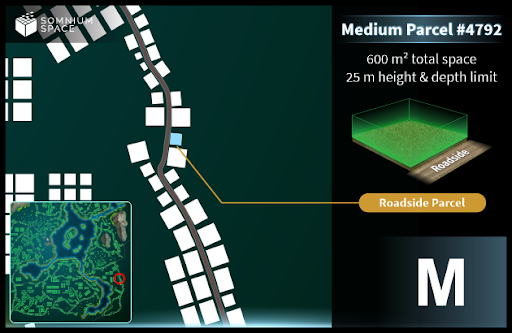 SOMNIUM
SPACE
Medium Parcel #4792
600 m² total space
25 m height & depth limit
Roadside
Roadside Parcel
M